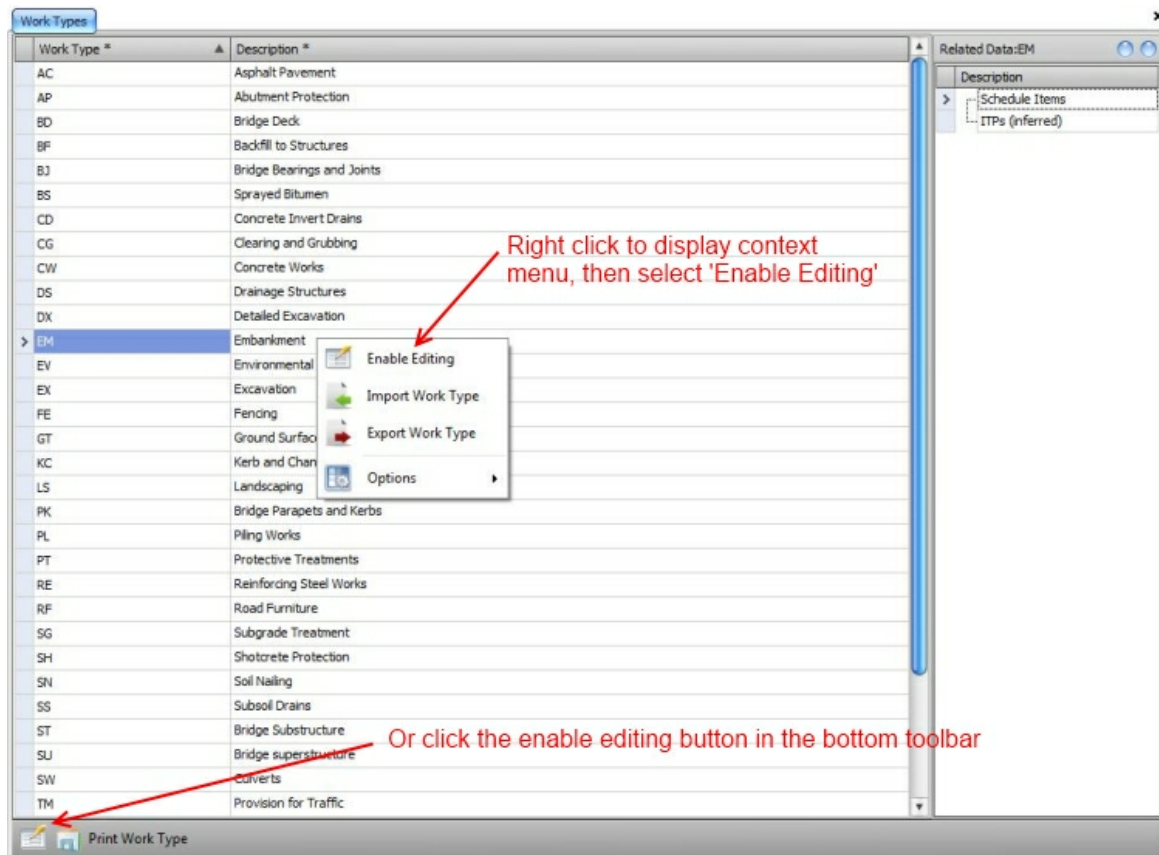 Work Types
Work Type * Description * Related Data:EM
Description
AC Asphalt Pavement
Schedule Items
AP Abutment Protection
ITPs (inferred)
BD Bridge Deck
BF Backfill to Structures
BJ Bridge Bearings and Joints
BS Sprayed Bitumen
CD Concrete Invert Drains
CG Clearing and Grubbing
Right click to display context
menu, then select 'Enable Editing'
CW Concrete Works
DS Drainage Structures
DX Detailed Excavation
EM Embankment
Enable Editing
EV Environmental
EX Excavation
Import Work Type
FE Fencing
GT Ground Surfac
Export Work Type
KC Kerb and Chan
LS Landscaping
Options
PK Bridge Parapets and Kerbs
PL Piling Works
PT Protective Treatments
RE Reinforcing Steel Works
RF Road Furniture
SG Subgrade Treatment
SH Shotcrete Protection
SN Soil Nailing
SS Subsoil Drains
ST Bridge Substructure
Or click the enable editing button in the bottom toolbar
SU Bridge superstructure
SW Culverts
TM Provision for Traffic
Print Work Type